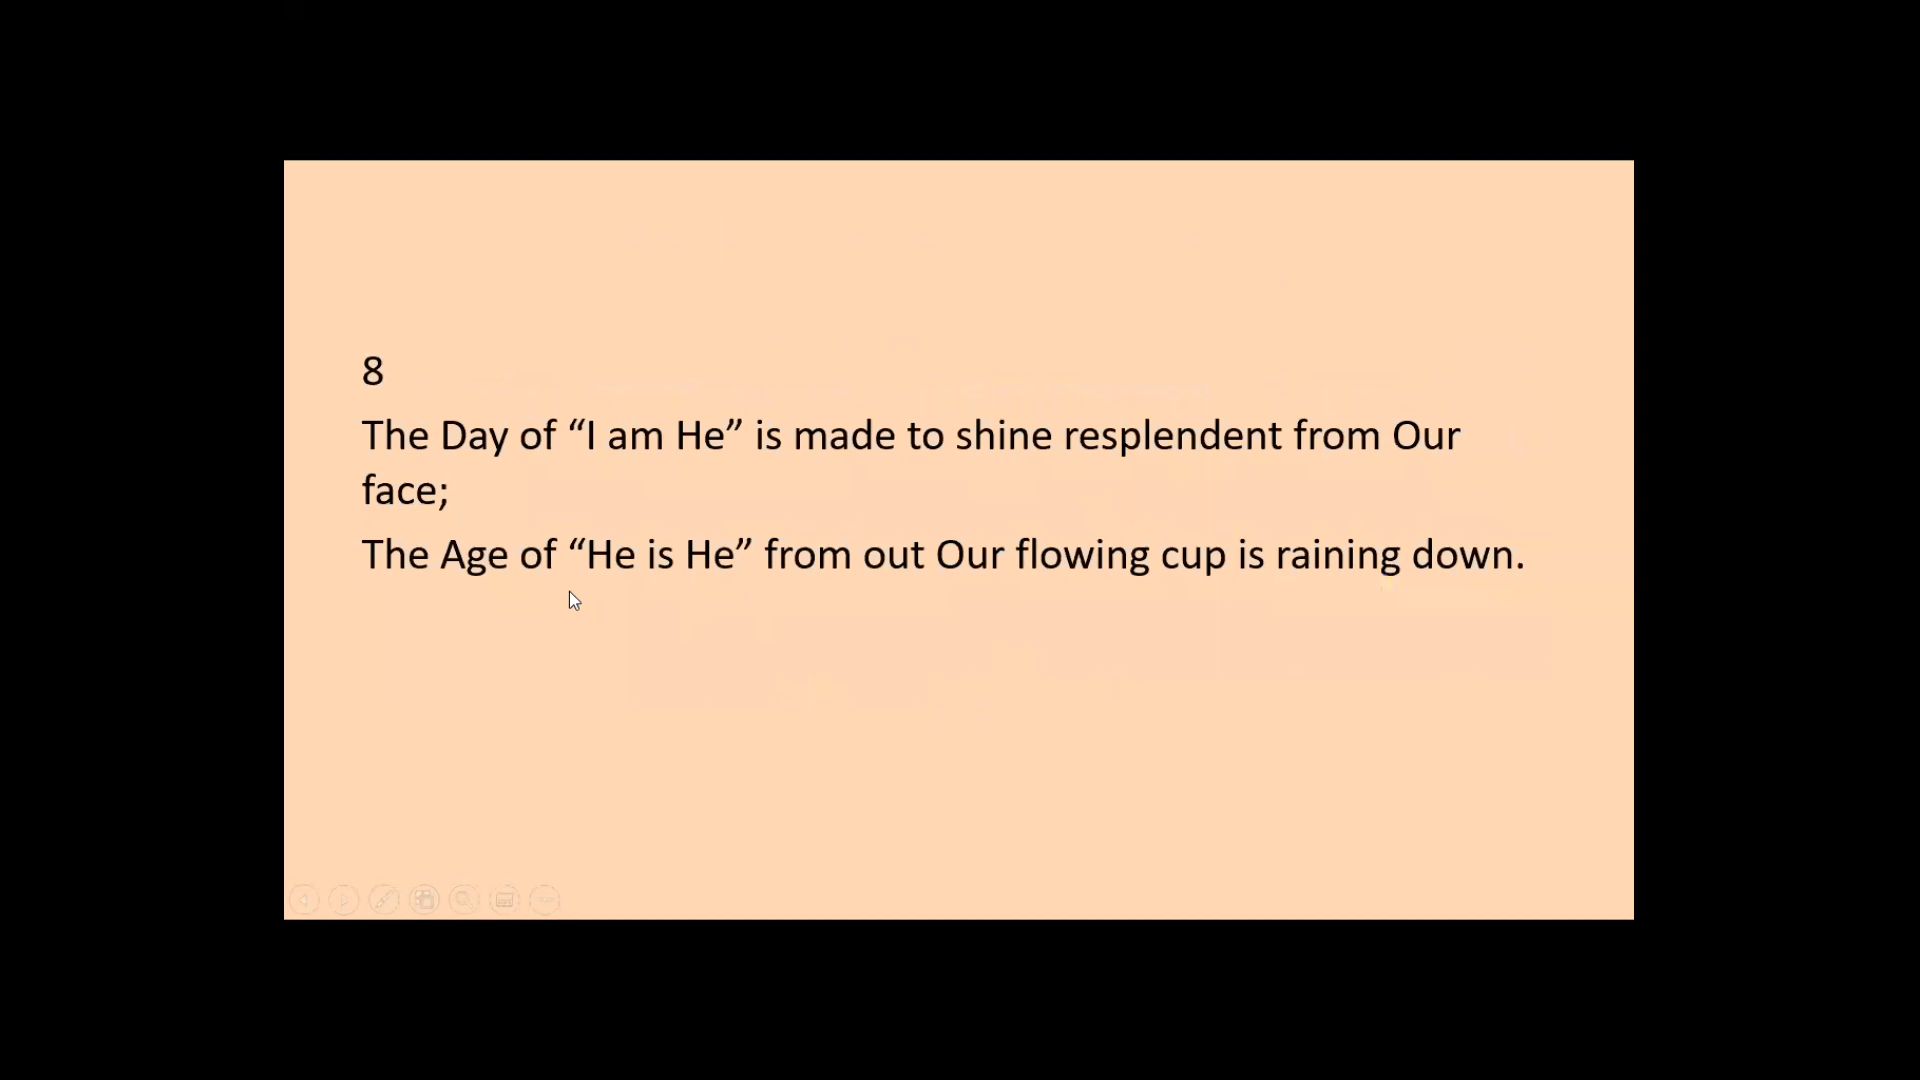 8
The Day of “I am He” is made to shine resplendent from Our
face;
The Age of “He is He” from out Our flowing cup is raining down.